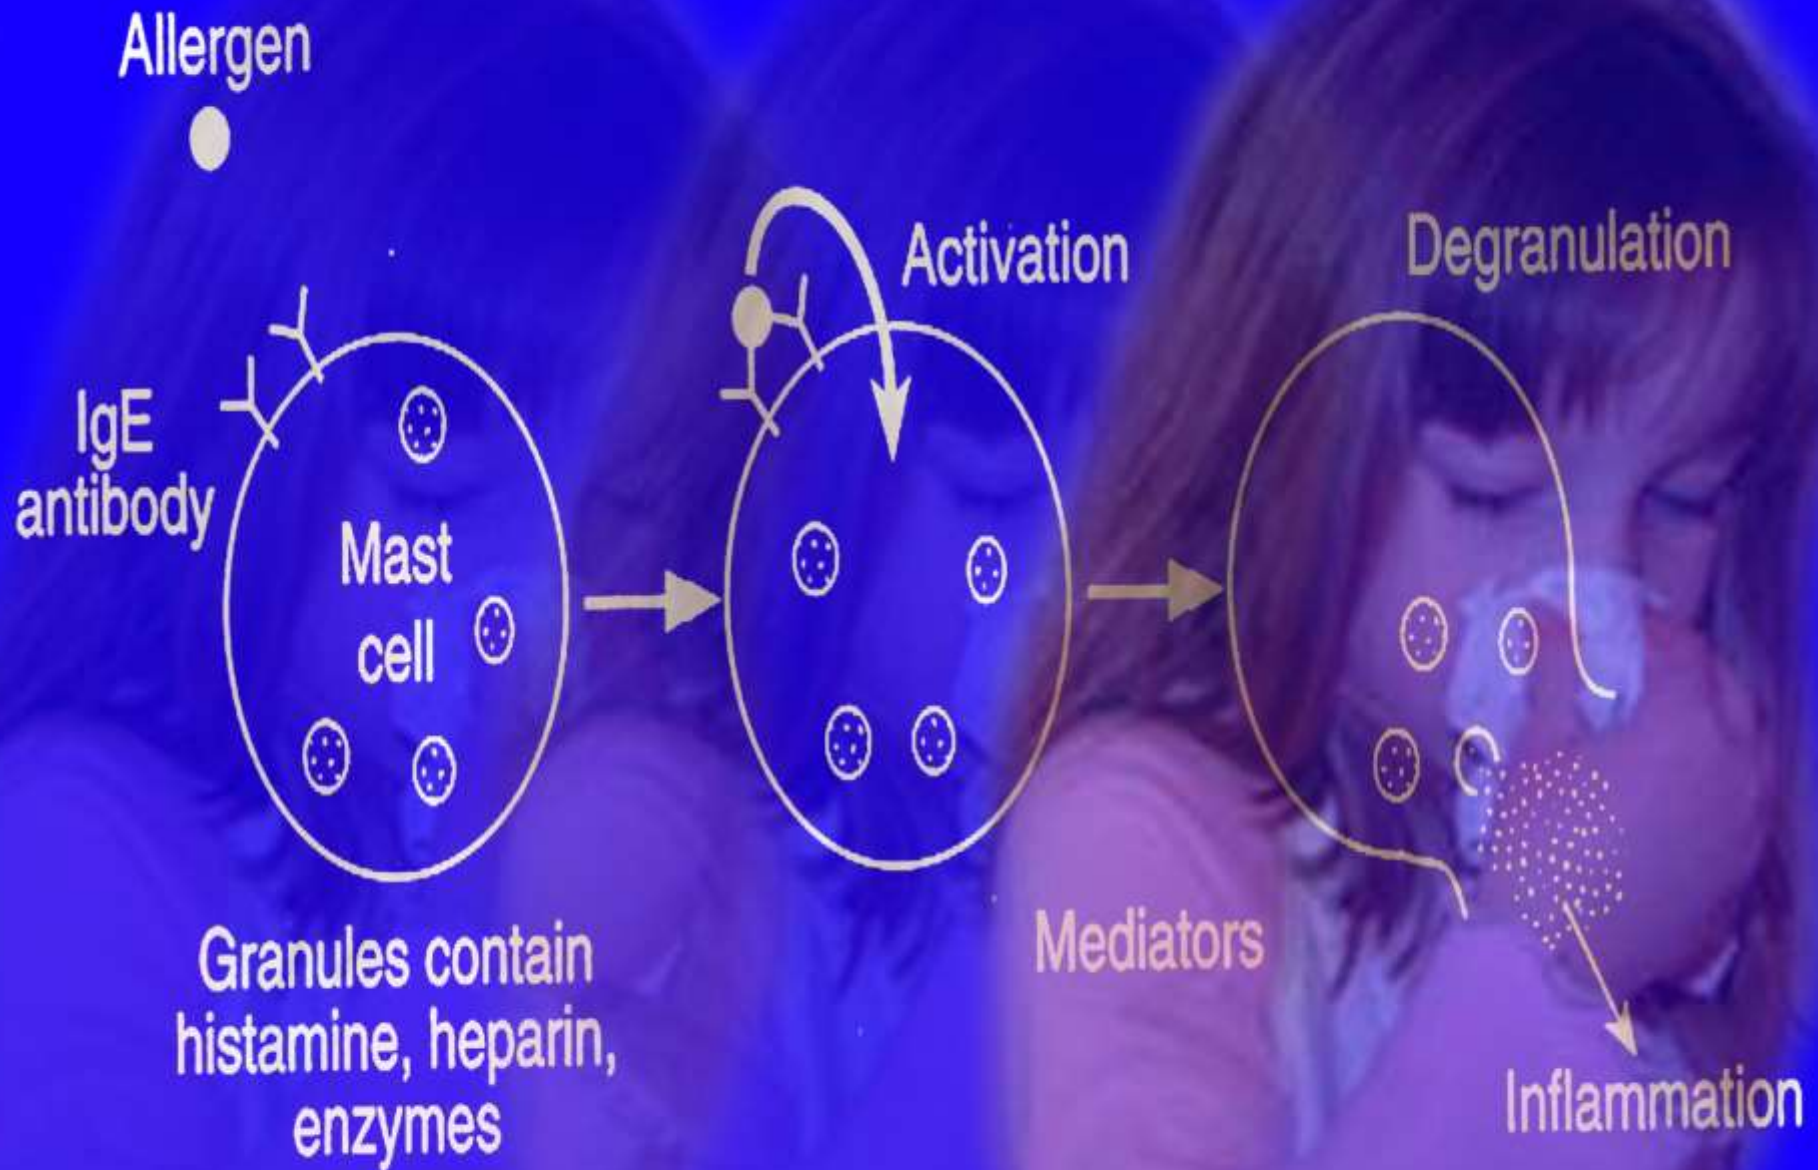 Allergen
IgE
antibody
Mast
cell
Granules contain
histamine, heparin,
enzymes
Activation
Degranulation
Mediators
Inflammation